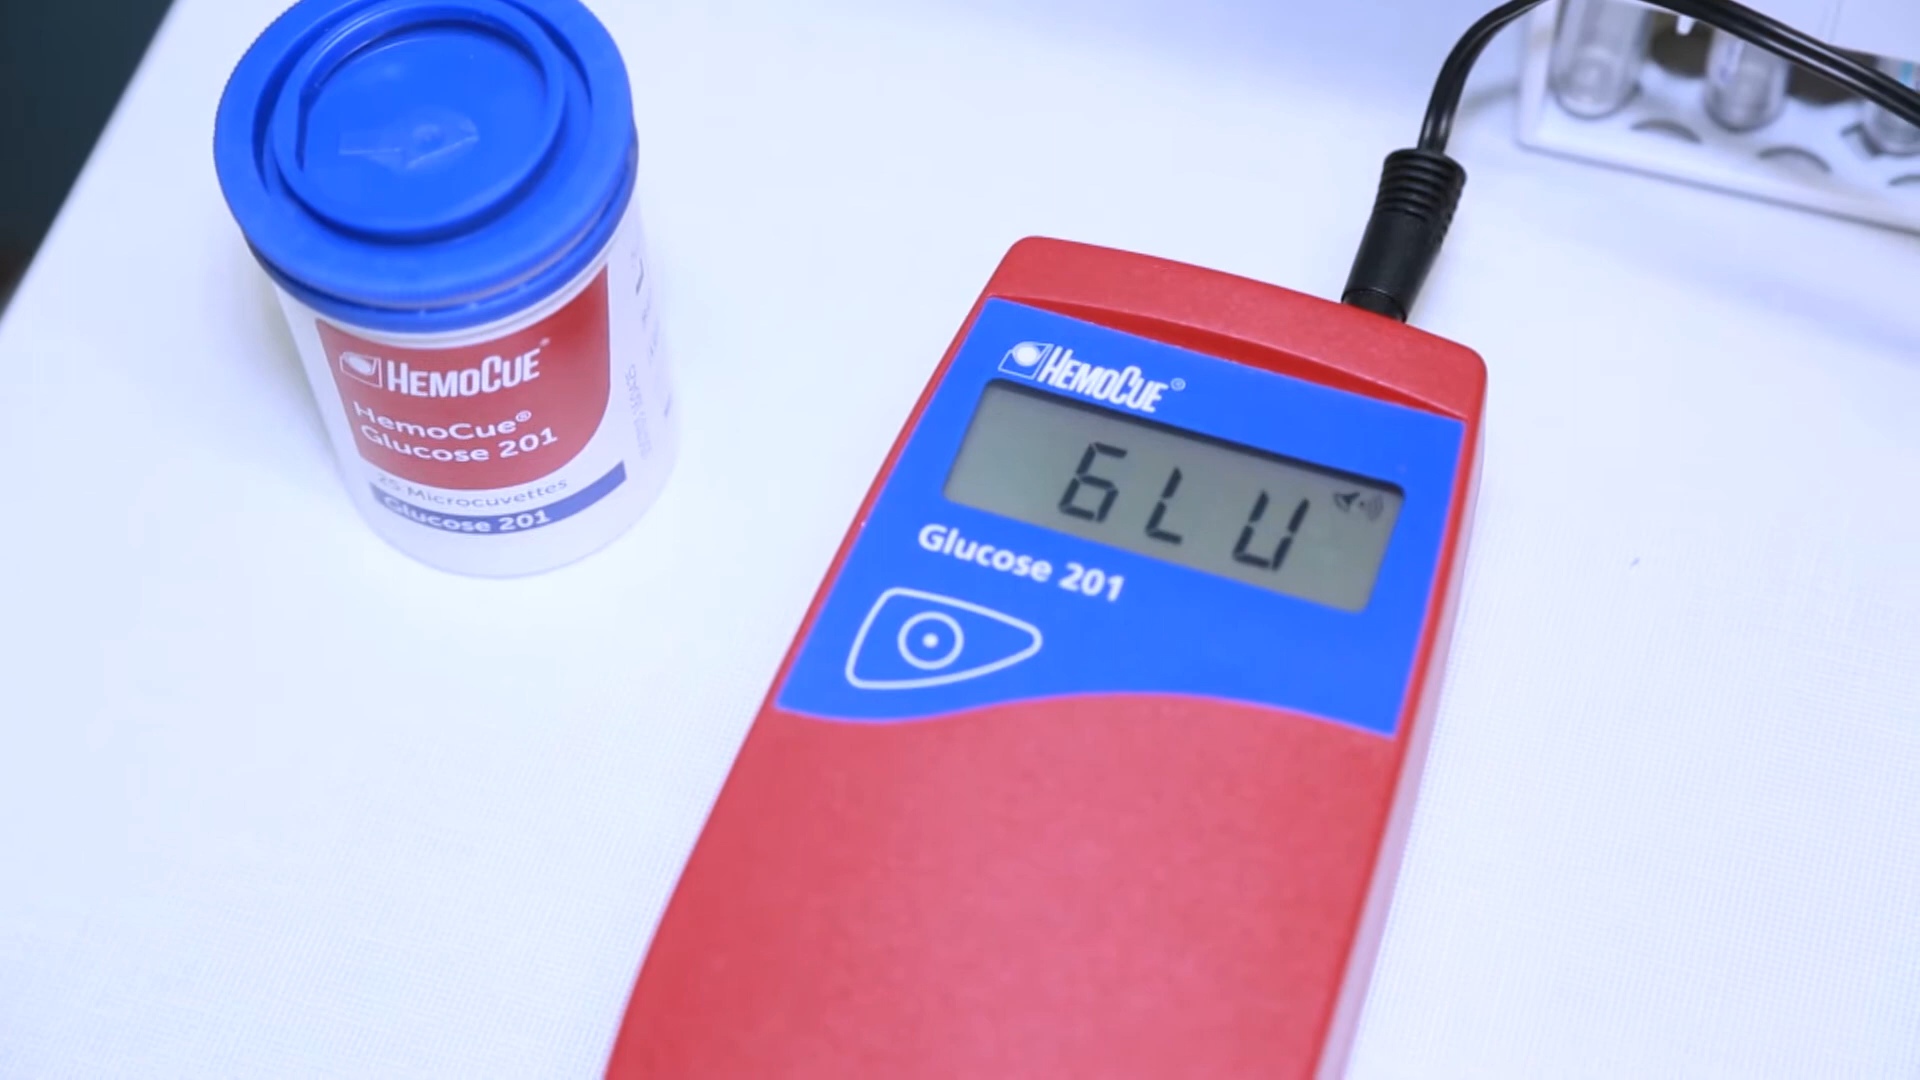 HEMOCUE®
HemoCue®
Glucose 201
25 Microcuvettes
Glucose 201
HEMOCUE®
GLU
Glucose 201